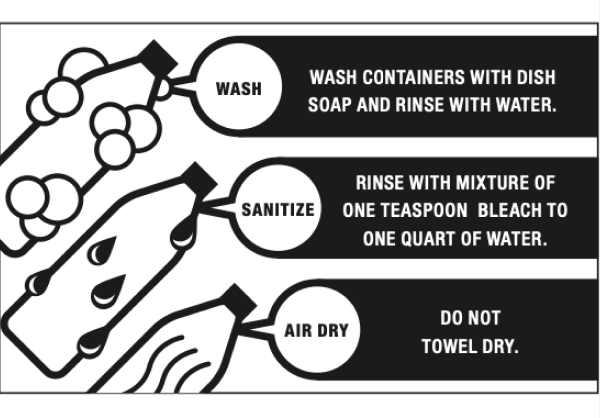 WASH
WASH CONTAINERS WITH DISH
SOAP AND RINSE WITH WATER.
SANITIZE
RINSE WITH MIXTURE OF
ONE TEASPOON BLEACH TO
ONE QUART OF WATER.
AIR DRY
DO NOT
TOWEL DRY.